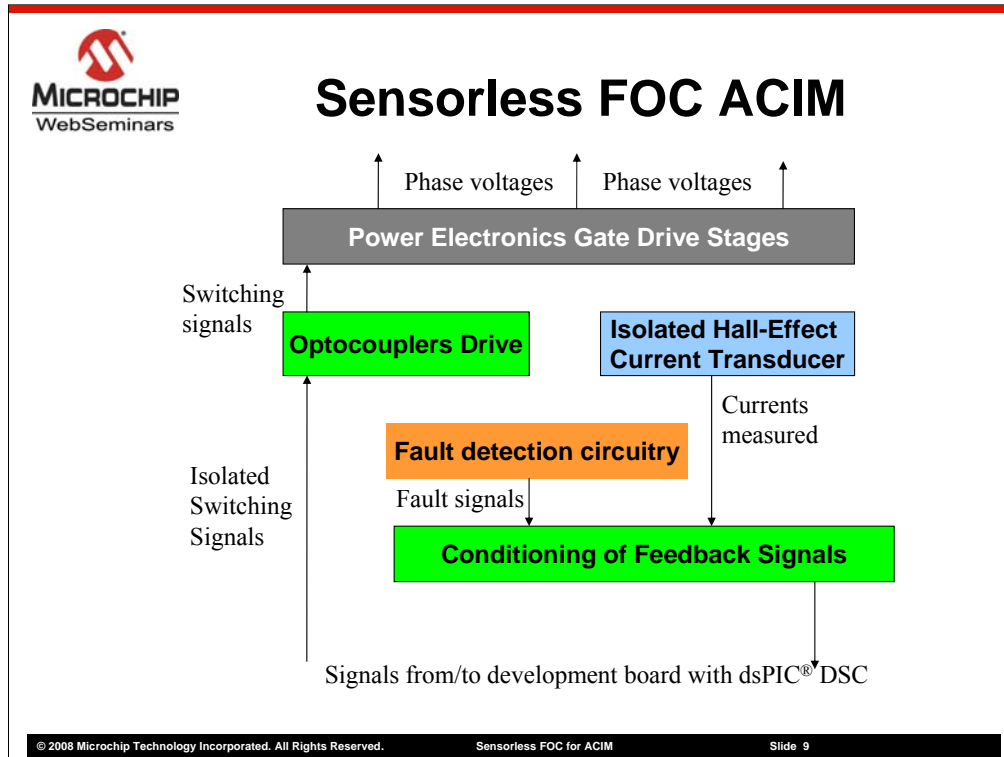 MICROCHIP
WebSeminars
Sensorless FOC ACIM
Phase voltages
Phase voltages
Power Electronics Gate Drive Stages
Switching
signals
Optocouplers Drive
Isolated Hall-Effect
Current Transducer
Currents
measured
Fault detection circuitry
Isolated
Switching
Signals
Fault signals
Conditioning of Feedback Signals
Signals from/to development board with dsPIC® DSC
© 2008 Microchip Technology Incorporated. All Rights Reserved. Sensorless FOC for ACIM Slide 9